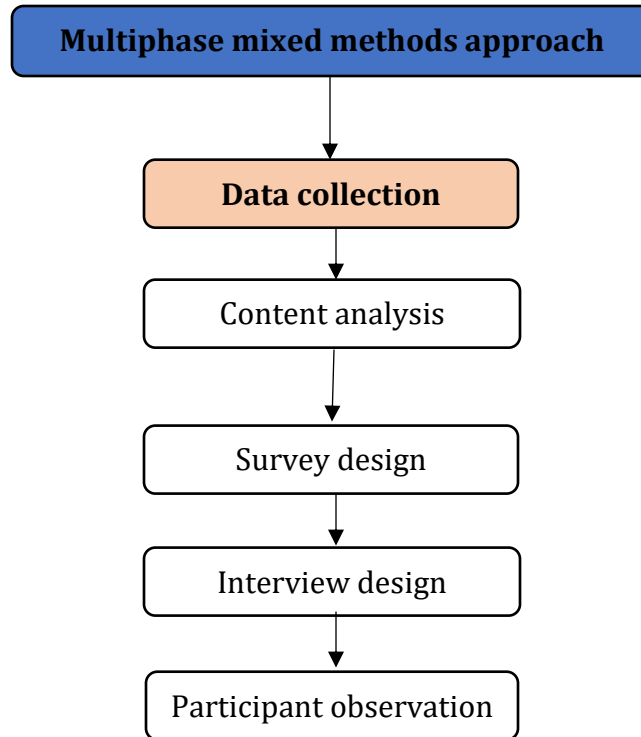 Multiphase mixed methods approach
Data collection
Content analysis
Survey design
Interview design
Participant observation